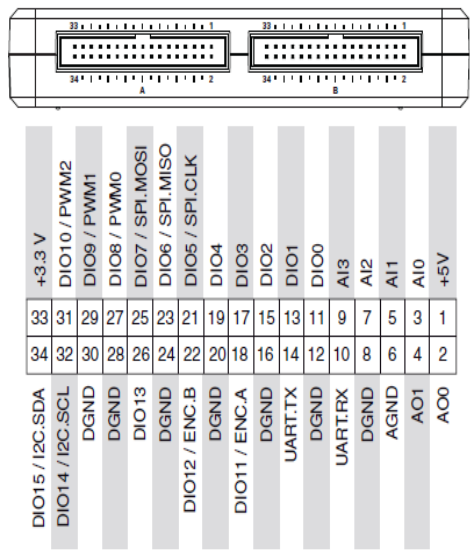 33 1 33 1
34 2 34 2
A B
+3.3 V
DIO10 / PWM2
DIO9 / PWM1
DIO8 / PWM0
DIO7 / SPI.MOSI
DIO6 / SPI.MISO
DIO5 / SPI.CLK
DIO4
DIO3
DIO2
DIO1
DIO0
AI3
AI2
AI1
AI0
+5V
33 31 29 27 25 23 21 19 17 15 13 11 9 7 5 3 1
34 32 30 28 26 24 22 20 18 16 14 12 10 8 6 4 2
DIO15 / I2C.SDA
DIO14 / I2C.SCL
DGND
DGND
DIO13
DGND
DIO12 / ENC.B
DGND
DIO11 / ENC.A
DGND
UART.TX
DGND
UART.RX
DGND
AGND
AO1
AO0